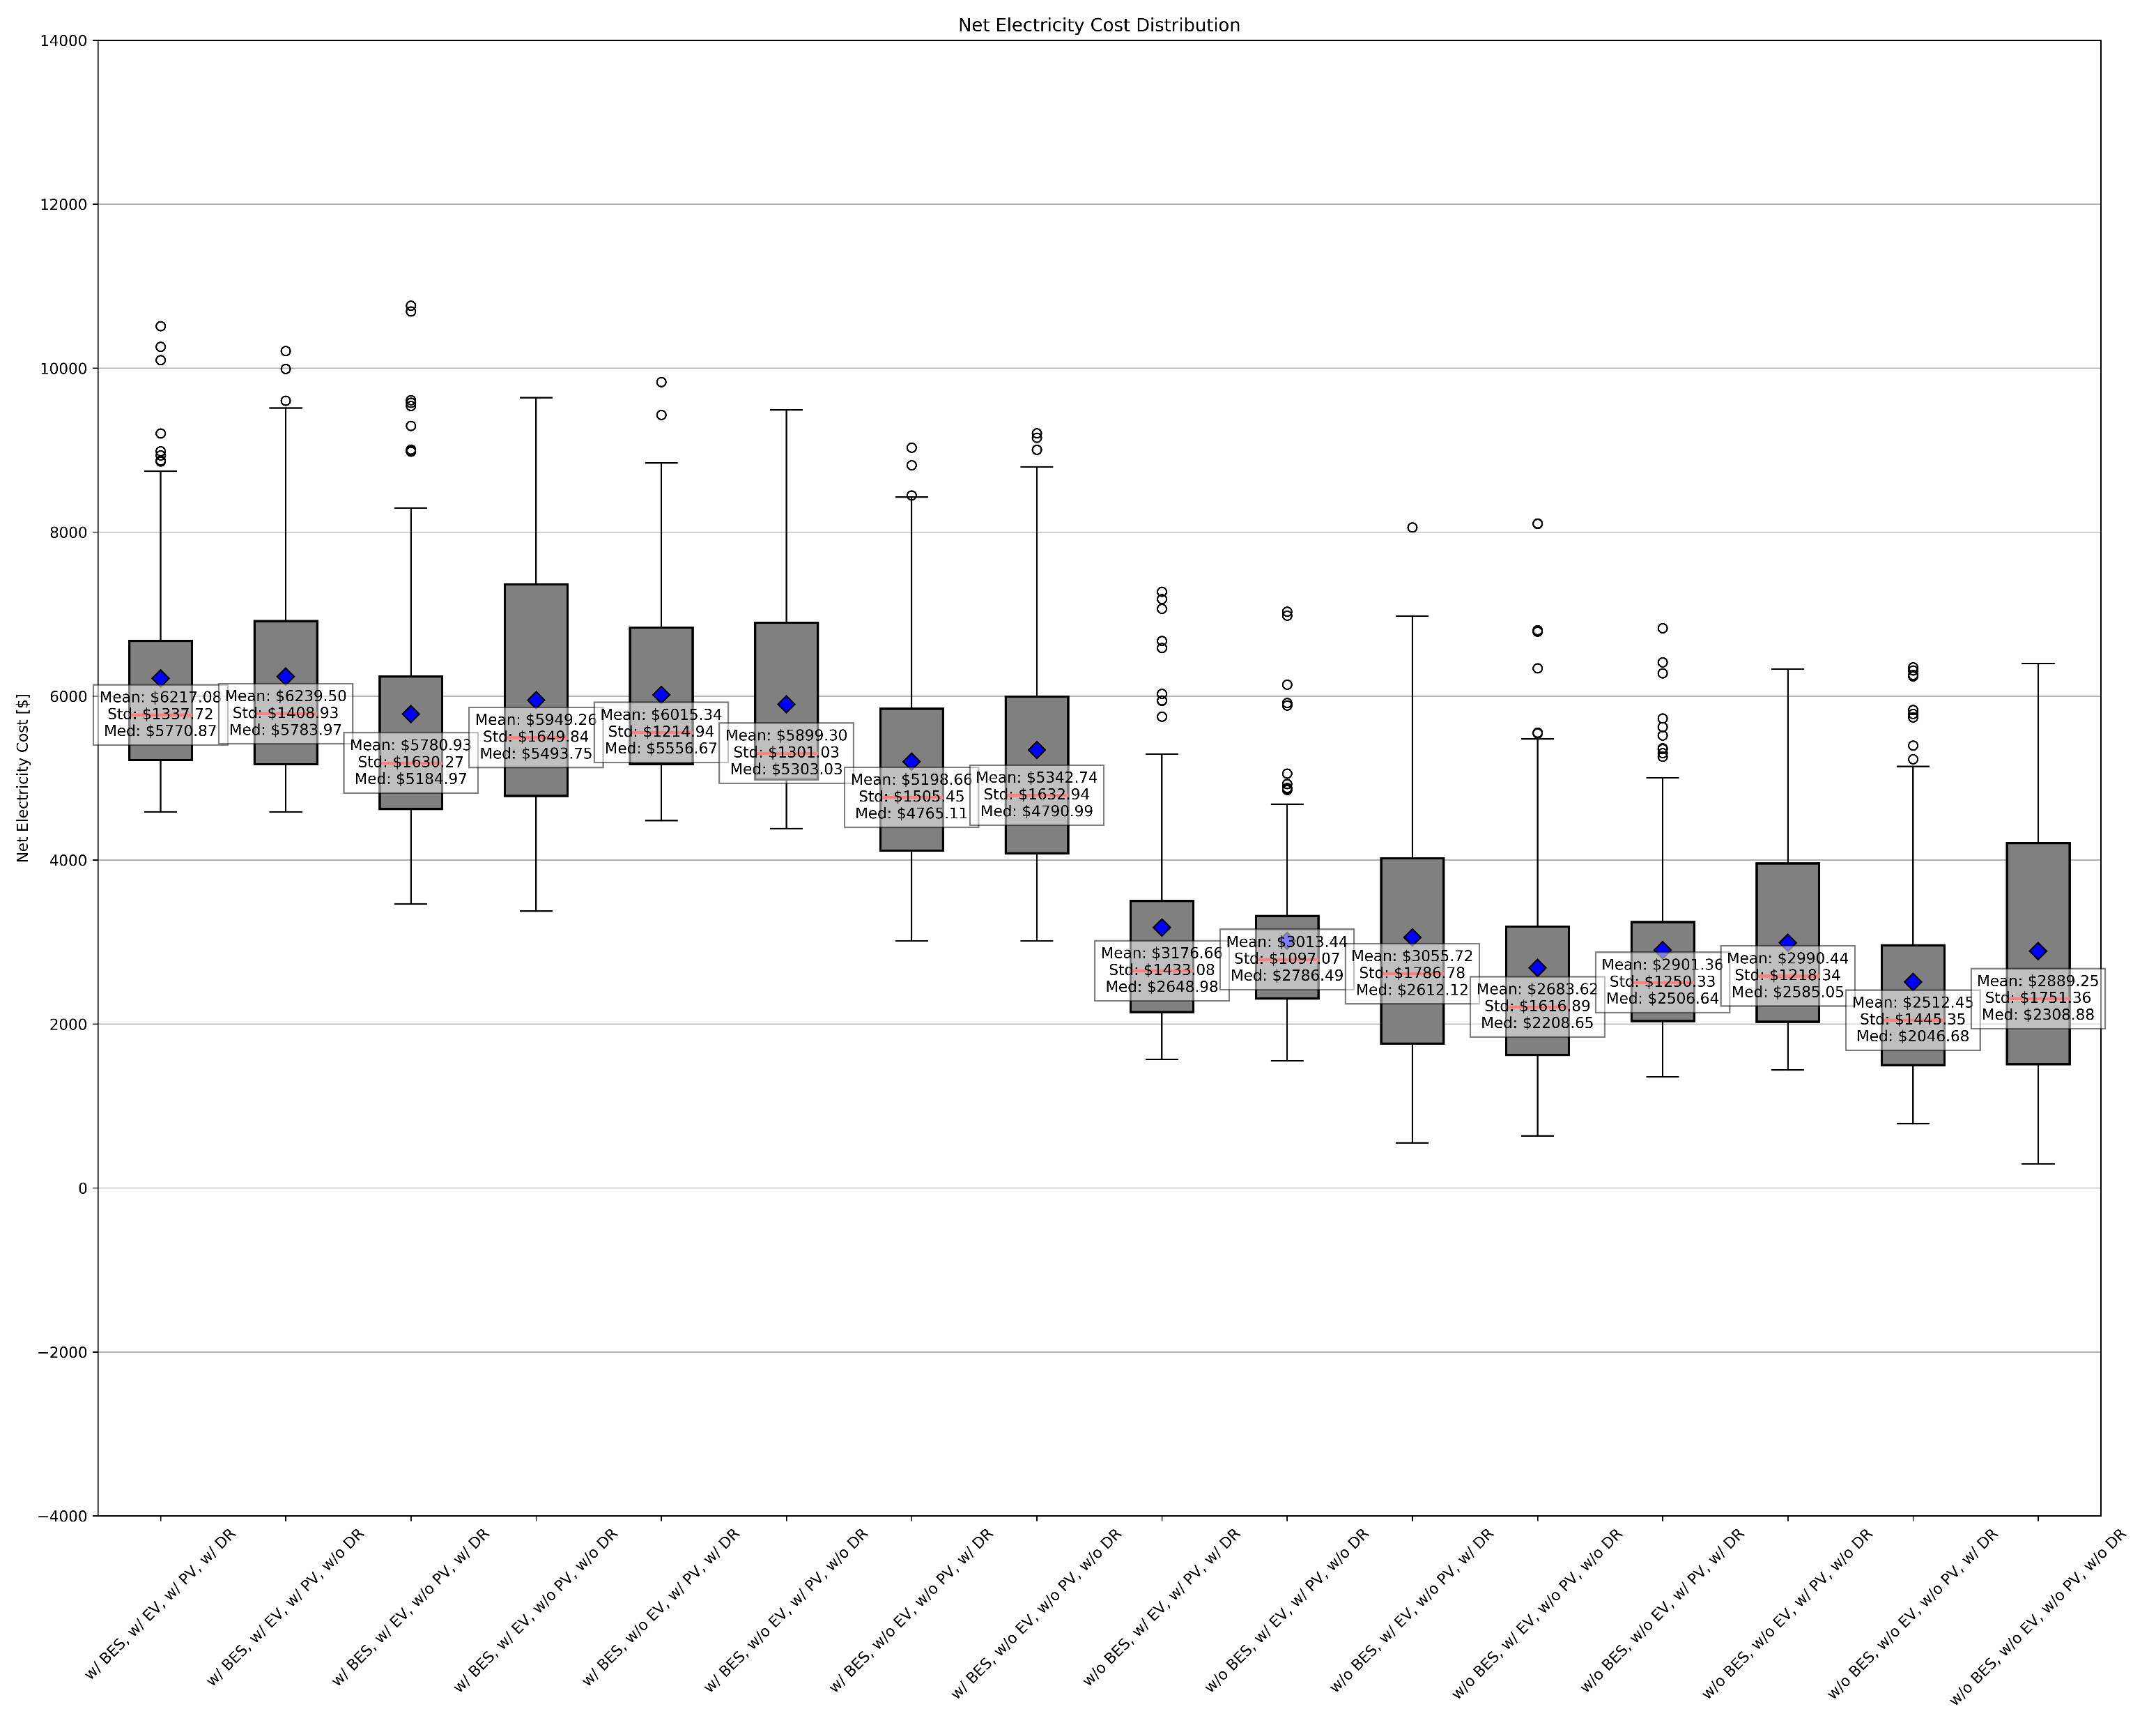 Net Electricity Cost Distribution
Net Electricity Cost [$]
14000
12000
10000
8000
6000
4000
2000
0
−2000
−4000
Mean: $6217.08
Std: $1337.72
Med: $5770.87
Mean: $6239.50
Std: $1408.93
Med: $5783.97
Mean: $5780.93
Std: $1630.27
Med: $5184.97
Mean: $5949.26
Std: $1649.84
Med: $5493.75
Mean: $6015.34
Std: $1214.94
Med: $5556.67
Mean: $5899.30
Std: $1301.03
Med: $5303.03
Mean: $5198.66
Std: $1505.45
Med: $4765.11
Mean: $5342.74
Std: $1632.94
Med: $4790.99
Mean: $3176.66
Std: $1433.08
Med: $2648.98
Mean: $3013.44
Std: $1097.07
Med: $2786.49
Mean: $3055.72
Std: $1786.78
Med: $2612.12
Mean: $2683.62
Std: $1616.89
Med: $2208.65
Mean: $2901.36
Std: $1250.33
Med: $2506.64
Mean: $2990.44
Std: $1218.34
Med: $2585.05
Mean: $2512.45
Std: $1445.35
Med: $2046.68
Mean: $2889.25
Std: $1751.36
Med: $2308.88
w/ BES, w/ EV, w/ PV, w/ DR
w/ BES, w/ EV, w/ PV, w/o DR
w/ BES, w/ EV, w/o PV, w/ DR
w/ BES, w/ EV, w/o PV, w/o DR
w/ BES, w/o EV, w/ PV, w/ DR
w/ BES, w/o EV, w/ PV, w/o DR
w/ BES, w/o EV, w/o PV, w/ DR
w/ BES, w/o EV, w/o PV, w/o DR
w/o BES, w/ EV, w/ PV, w/ DR
w/o BES, w/ EV, w/ PV, w/o DR
w/o BES, w/ EV, w/o PV, w/ DR
w/o BES, w/ EV, w/o PV, w/o DR
w/o BES, w/o EV, w/ PV, w/ DR
w/o BES, w/o EV, w/ PV, w/o DR
w/o BES, w/o EV, w/o PV, w/ DR
w/o BES, w/o EV, w/o PV, w/o DR